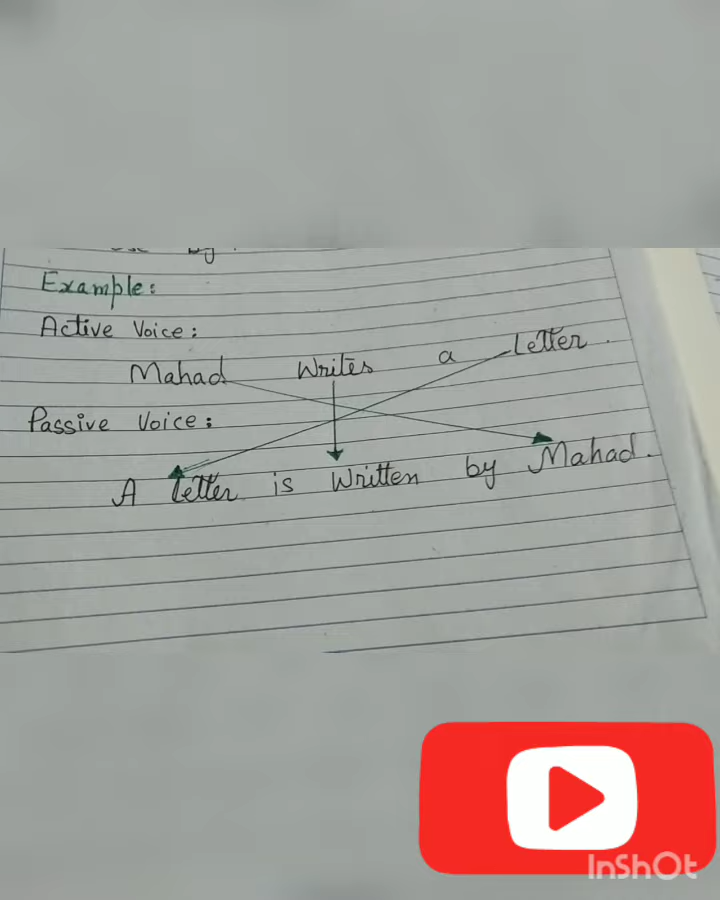 Example:
Active Voice:
Mahad Writes a Letter.
Passive Voice:
A Letter is Written by Mahad.
InShOt